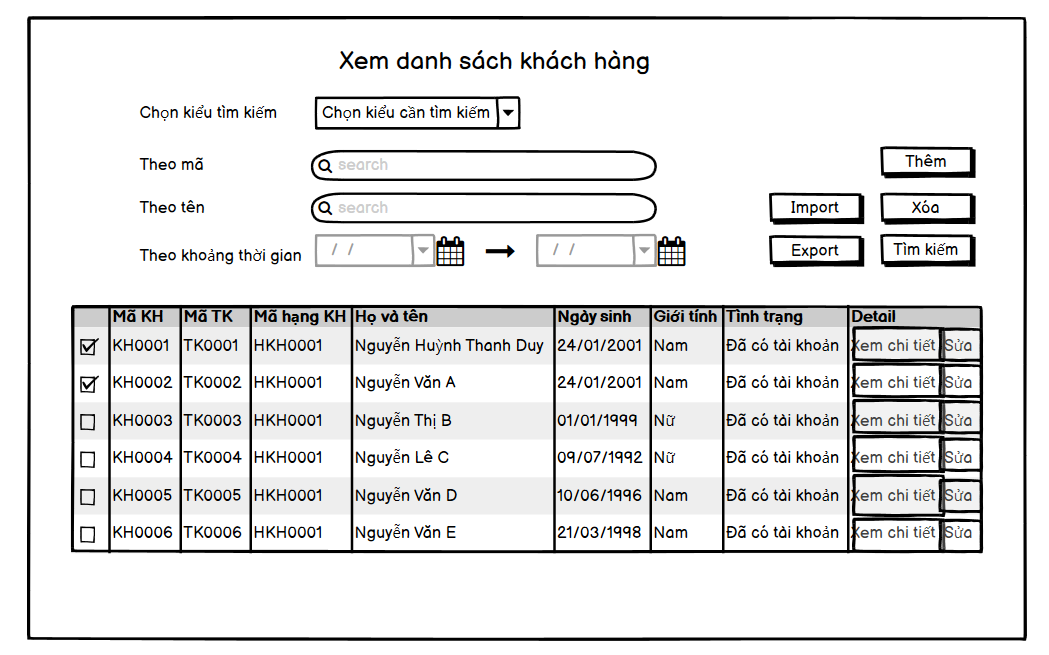 Xem danh sách khách hàng
Chọn kiểu tìm kiếm Chọn kiểu cần tìm kiếm
Theo mã search Thêm
Theo tên search Import Xóa
Theo khoảng thời gian / / / / Export Tìm kiếm
Mã KH Mã TK Mã hạng KH Họ và tên Ngày sinh Giới tính Tình trạng Detail
KH0001 TK0001 HKH0001 Nguyễn Huỳnh Thanh Duy 24/01/2001 Nam Đã có tài khoản Xem chi tiết Sửa
KH0002 TK0002 HKH0001 Nguyễn Văn A 24/01/2001 Nam Đã có tài khoản Xem chi tiết Sửa
KH0003 TK0003 HKH0001 Nguyễn Thị B 01/01/1999 Nữ Đã có tài khoản Xem chi tiết Sửa
KH0004 TK0004 HKH0001 Nguyễn Lê C 09/07/1992 Nữ Đã có tài khoản Xem chi tiết Sửa
KH0005 TK0005 HKH0001 Nguyễn Văn D 10/06/1996 Nam Đã có tài khoản Xem chi tiết Sửa
KH0006 TK0006 HKH0001 Nguyễn Văn E 21/03/1998 Nam Đã có tài khoản Xem chi tiết Sửa